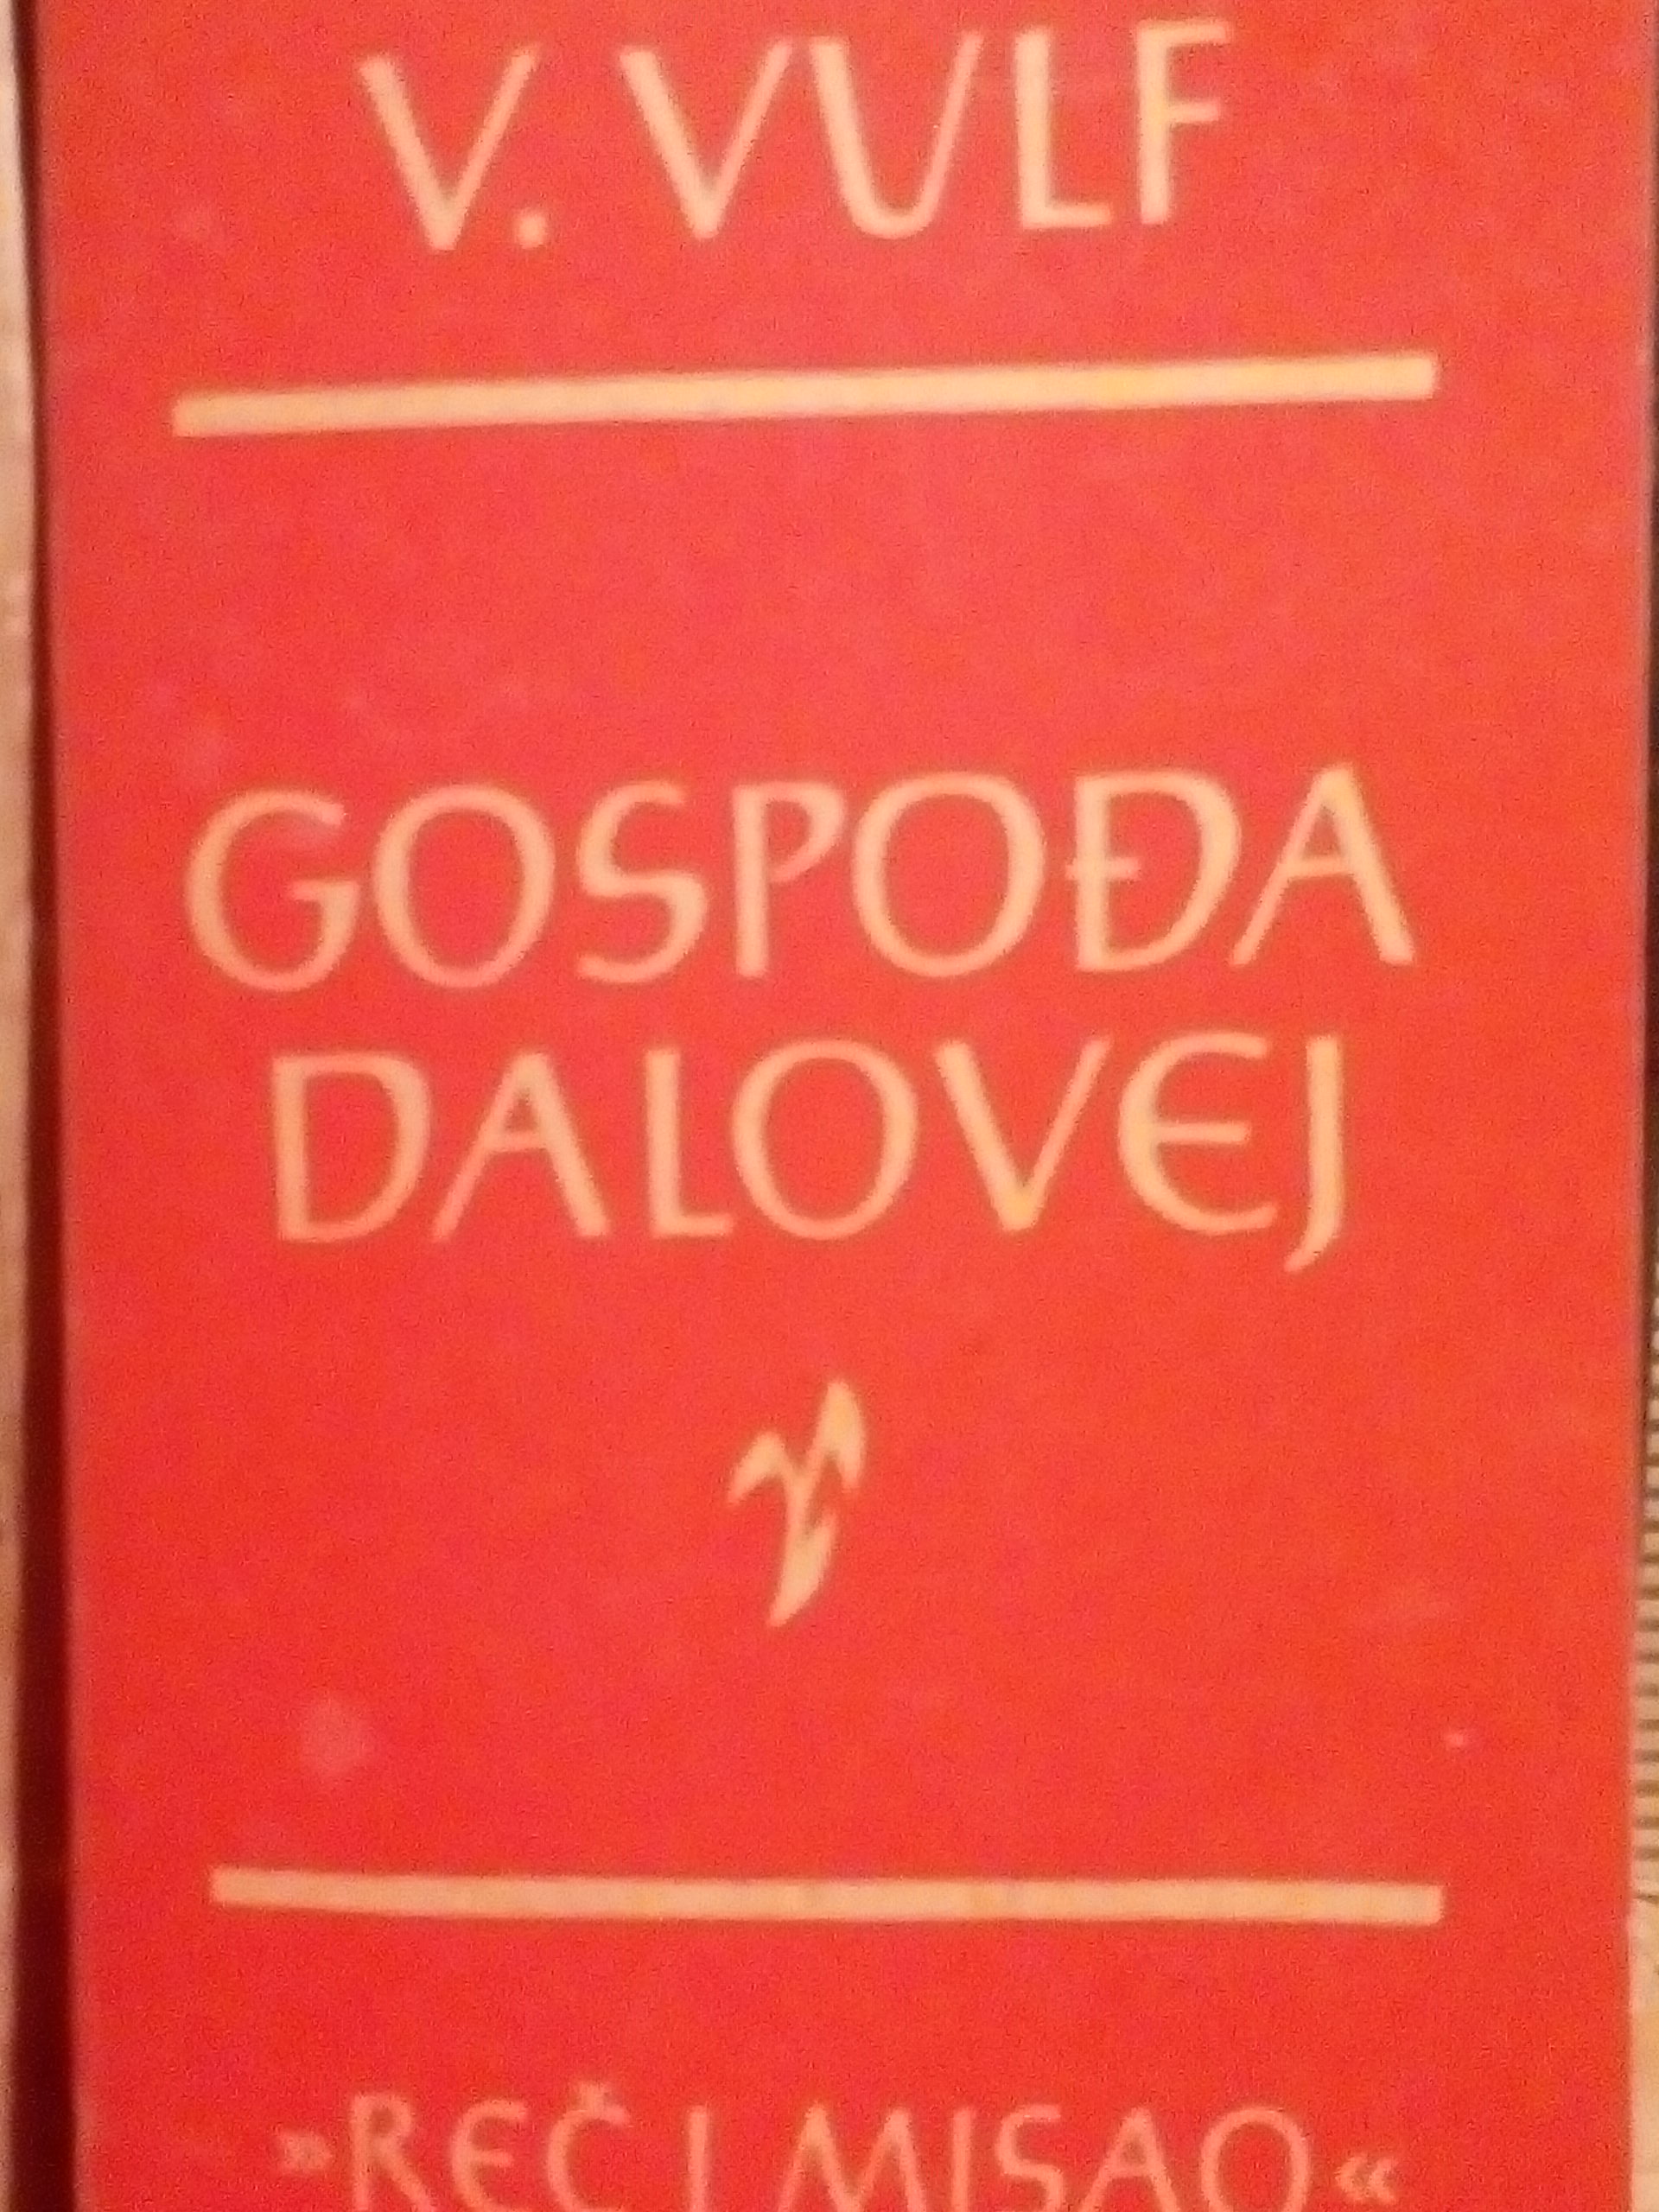 V. VULF
GOSPOĐA
DALOVEJ
»REČ I MISAO«